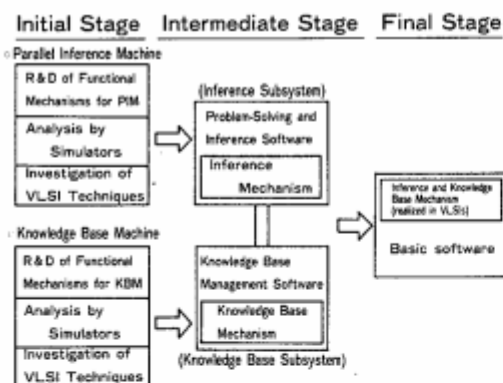 Initial Stage
Intermediate Stage
Final Stage
Parallel Inference Machine
R & D of Functional
Mechanisms for PIM
Analysis by
Simulators
Investigation of
VLSI Techniques
(Inference Subsystem)
Problem-Solving and
Inference Software
Inference
Mechanism
Knowledge Base Machine
R & D of Functional
Mechanisms for KBM
Analysis by
Simulators
Investigation of
VLSI Techniques
Knowledge Base
Management Software
Knowledge Base
Mechanism
(Knowledge Base Subsystem)
Inference and Knowledge
Base Mechanism
(realized in VLSIs)
Basic software